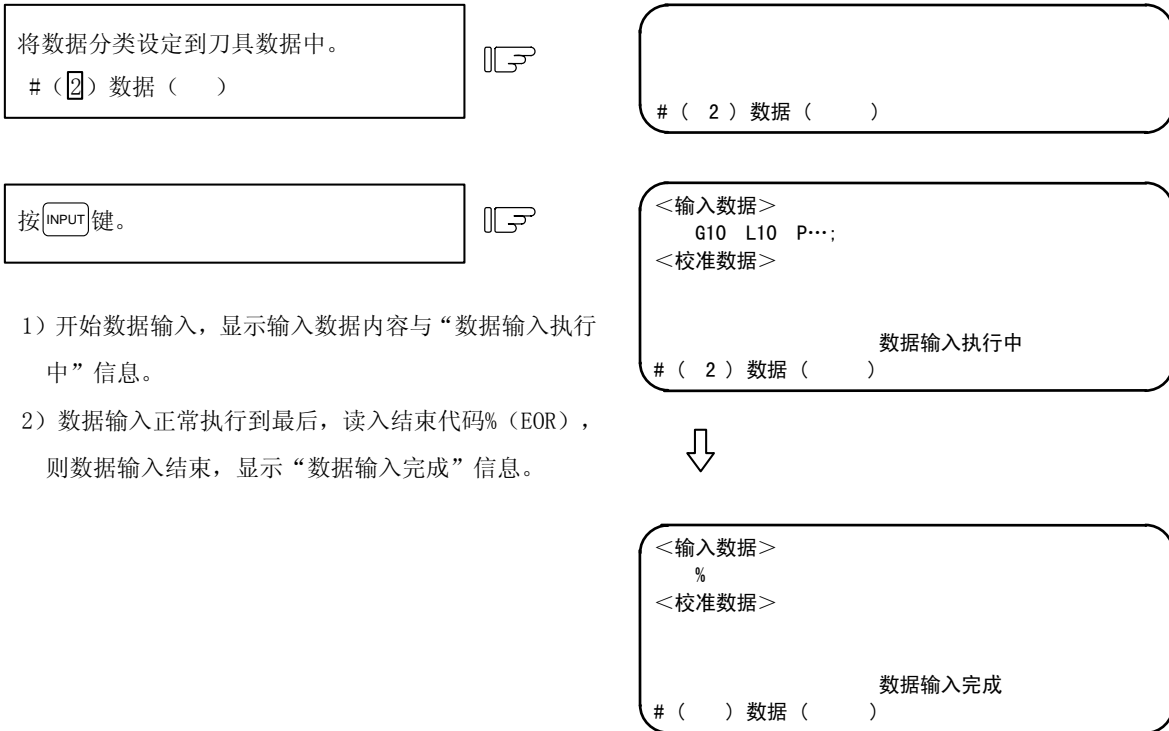 将数据分类设定到刀具数据中。
#（2）数据（ ）
#（ 2 ）数据（ ）
按INPUT键。
1）开始数据输入，显示输入数据内容与“数据输入执行
中”信息。
2）数据输入正常执行到最后，读入结束代码%（EOR），
则数据输入结束，显示“数据输入完成”信息。
＜输入数据＞
G10 L10 P…;
＜校准数据＞
数据输入执行中
#（ 2 ）数据（ ）
＜输入数据＞
%
＜校准数据＞
数据输入完成
#（ ）数据（ ）